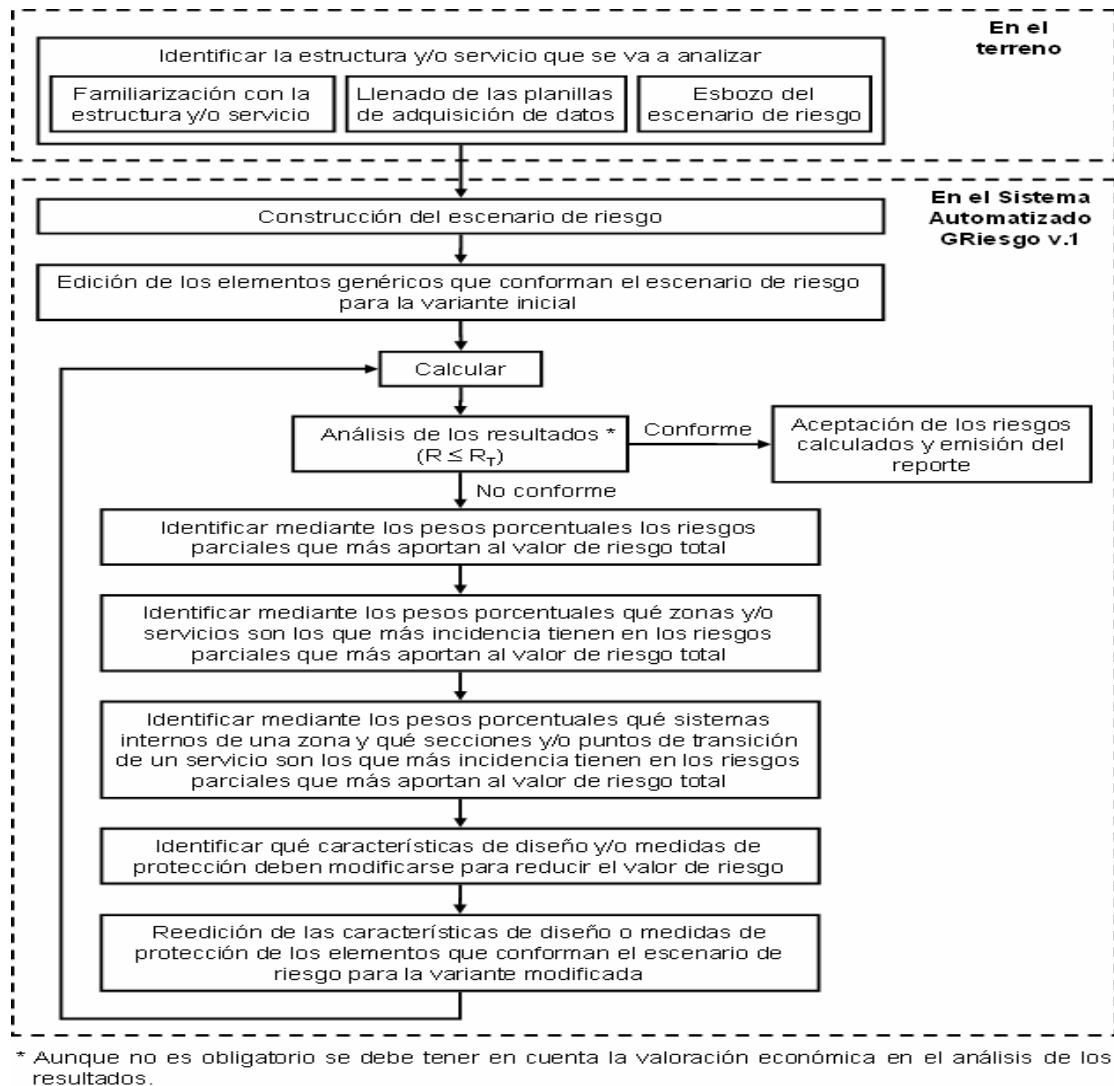 En el
terreno
Identificar la estructura y/o servicio que se va a analizar
Familiarización con la
estructura y/o servicio
Llenado de las planillas
de adquisición de datos
Esbozo del
escenario de riesgo
En el Sistema
Automatizado
GRiesgo v.1
Construcción del escenario de riesgo
Edición de los elementos genéricos que conforman el escenario de riesgo
para la variante inicial
Calcular
Análisis de los resultados *
(R ≤ R_T)
Conforme
Aceptación de los riesgos
calculados y emisión del
reporte
No conforme
Identificar mediante los pesos porcentuales los riesgos
parciales que más aportan al valor de riesgo total
Identificar mediante los pesos porcentuales qué zonas y/o
servicios son los que más incidencia tienen en los riesgos
parciales que más aportan al valor de riesgo total
Identificar mediante los pesos porcentuales qué sistemas
internos de una zona y qué secciones y/o puntos de transición
de un servicio son los que más incidencia tienen en los riesgos
parciales que más aportan al valor de riesgo total
Identificar qué características de diseño y/o medidas de
protección deben modificarse para reducir el valor de riesgo
Reedición de las características de diseño o medidas de
protección de los elementos que conforman el escenario de
riesgo para la variante modificada
* Aunque no es obligatorio se debe tener en cuenta la valoración económica en el análisis de los
resultados.